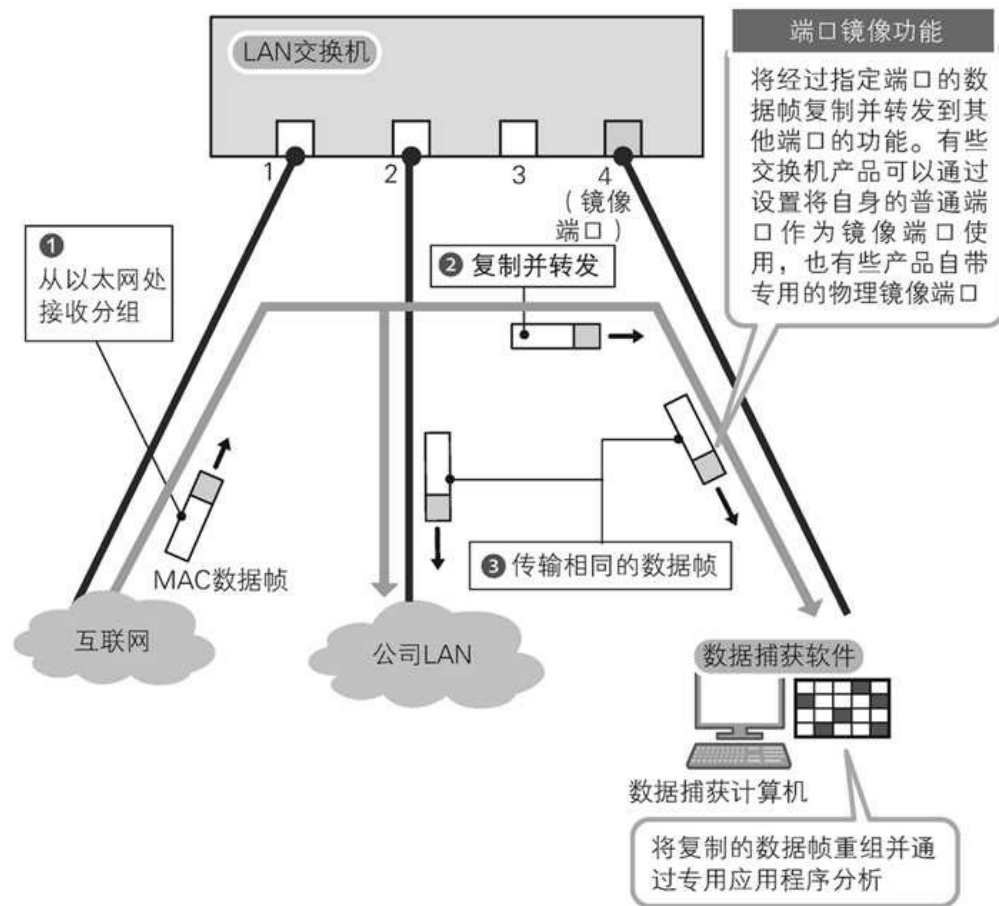 LAN交换机
端口镜像功能
将经过指定端口的数
据帧复制并转发到其
他端口的功能。有些
交换机产品可以通过
设置将自身的普通端
口作为镜像端口使
用，也有些产品自带
专用的物理镜像端口
1
2
3
4
（镜像
端口）
❶
从以太网处
接收分组
❷ 复制并转发
MAC数据帧
❸ 传输相同的数据帧
互联网
公司LAN
数据捕获软件
数据捕获计算机
将复制的数据帧重组并通
过专用应用程序分析